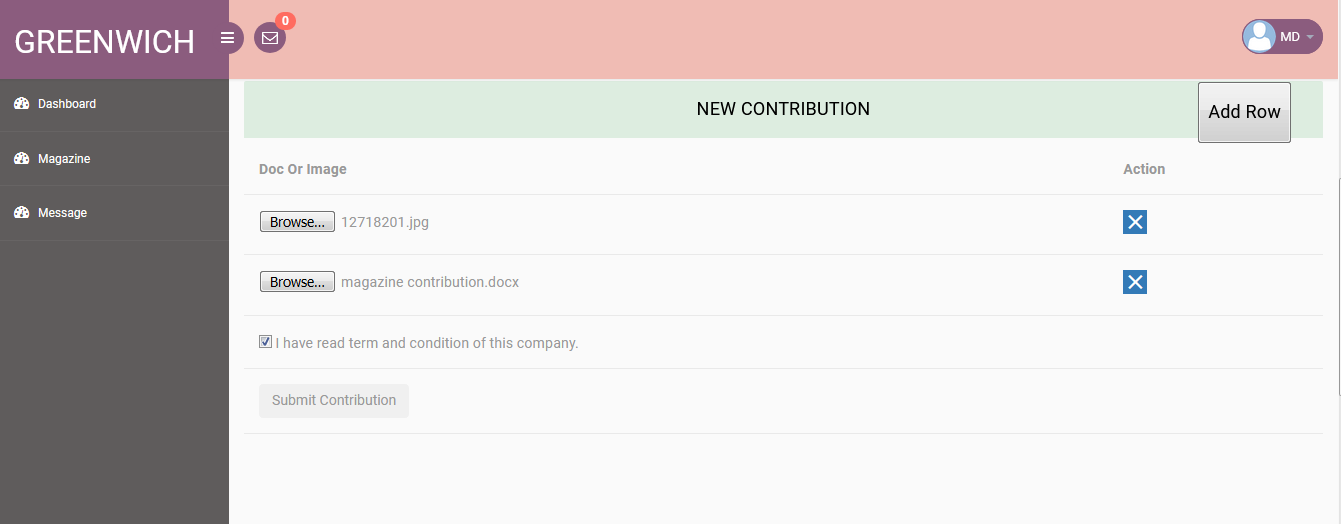 GREENWICH
0
MD
Dashboard
Magazine
Message
NEW CONTRIBUTION
Add Row
Doc Or Image Action
Browse... 12718201.jpg
Browse... magazine contribution.docx
I have read term and condition of this company.
Submit Contribution